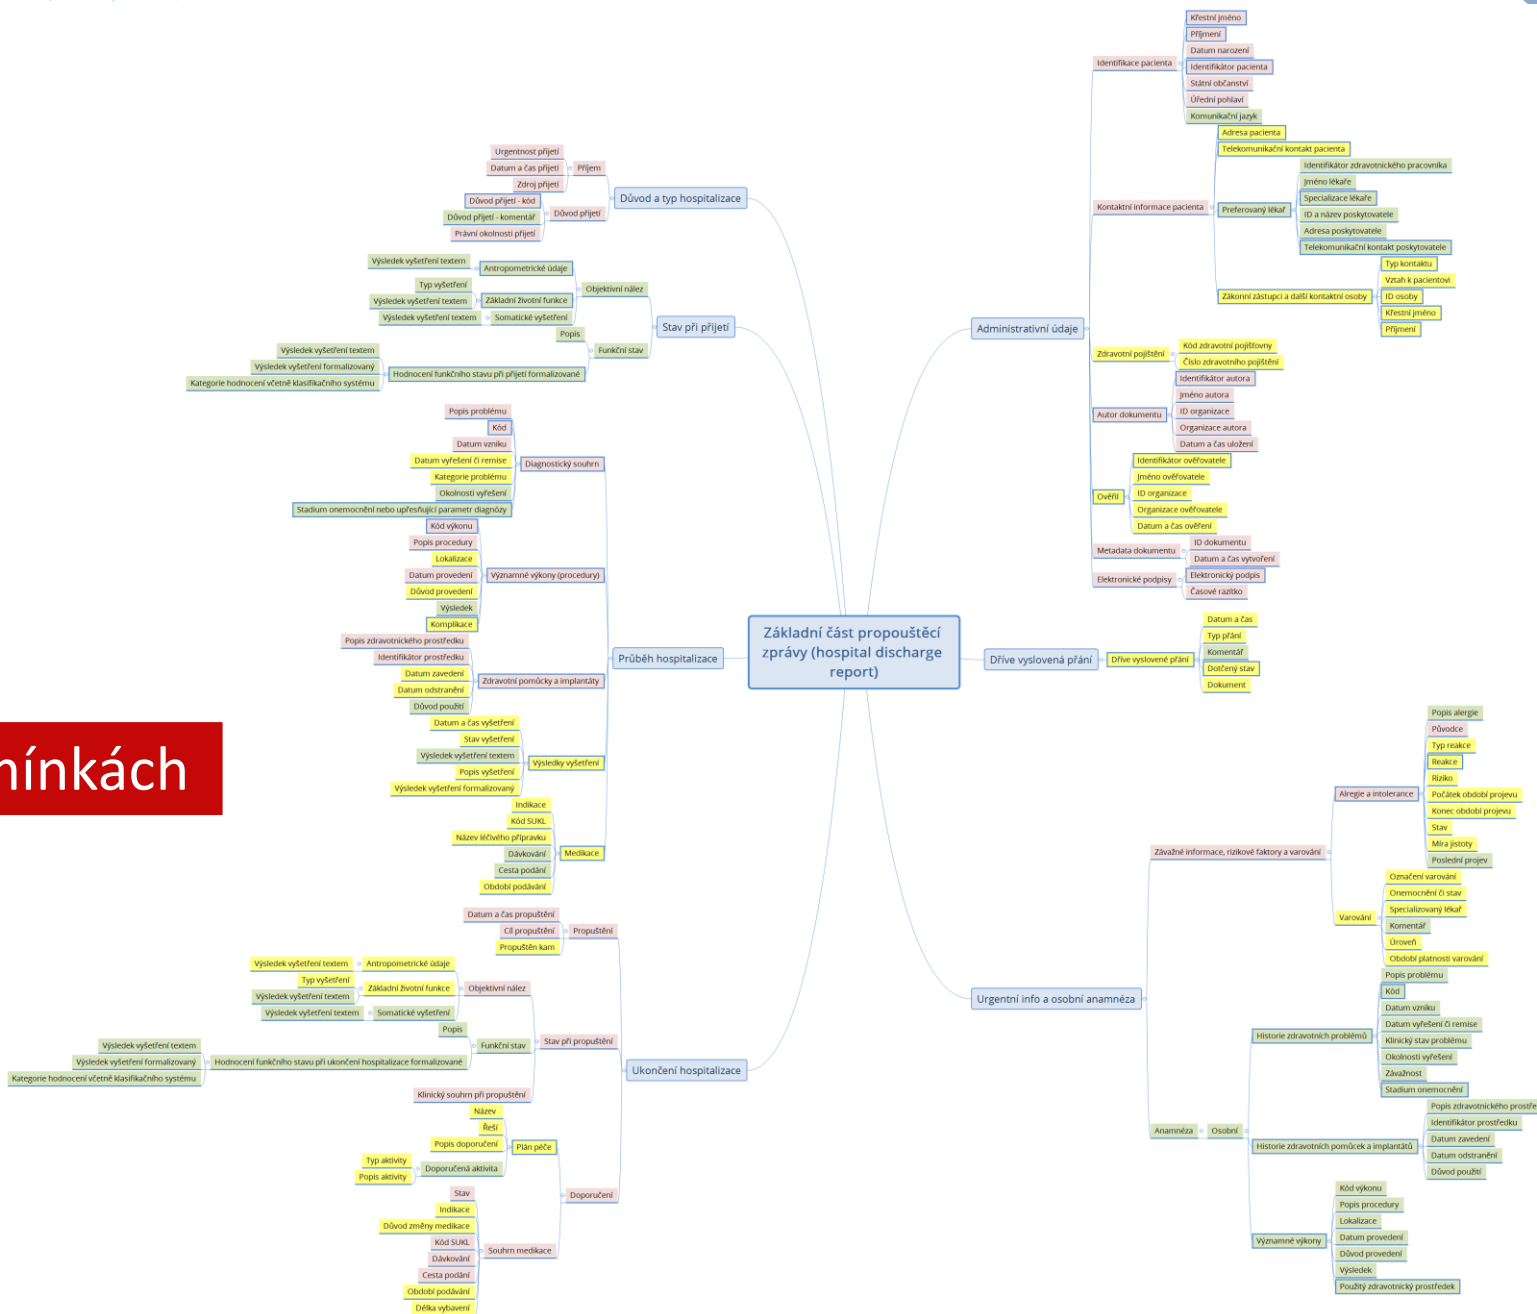 Základní část propouštěcí
zprávy (hospital discharge
report)
Důvod a typ hospitalizace
Příjem
Urgentnost přijetí
Datum a čas přijetí
Zdroj přijetí
Důvod přijetí
Důvod přijetí - kód
Důvod přijetí - komentář
Právní okolnosti přijetí
Stav při přijetí
Objektivní nález
Antropometrické údaje
Výsledek vyšetření textem
Základní životní funkce
Typ vyšetření
Výsledek vyšetření textem
Somatické vyšetření
Výsledek vyšetření textem
Funkční stav
Popis
Hodnocení funkčního stavu při přijetí formalizované
Výsledek vyšetření textem
Výsledek vyšetření formalizovaný
Kategorie hodnocení včetně klasifikačního systému
Průběh hospitalizace
Diagnostický souhrn
Popis problému
Kód
Datum vzniku
Datum vyřešení či remise
Kategorie problému
Okolnosti vyřešení
Stadium onemocnění nebo upřesňující parametr diagnózy
Významné výkony (procedury)
Kód výkonu
Popis procedury
Lokalizace
Datum provedení
Důvod provedení
Výsledek
Komplikace
Zdravotní pomůcky a implantáty
Popis zdravotnického prostředku
Identifikátor prostředku
Datum zavedení
Datum odstranění
Důvod použití
Výsledky vyšetření
Datum a čas vyšetření
Stav vyšetření
Výsledek vyšetření textem
Popis vyšetření
Výsledek vyšetření formalizovaný
Medikace
Indikace
Kód SUKL
Název léčivého přípravku
Dávkování
Cesta podání
Období podávání
mínkách
Ukončení hospitalizace
Propuštění
Datum a čas propuštění
Cíl propuštění
Propuštěn kam
Stav při propuštění
Objektivní nález
Antropometrické údaje
Výsledek vyšetření textem
Základní životní funkce
Typ vyšetření
Výsledek vyšetření textem
Somatické vyšetření
Výsledek vyšetření textem
Funkční stav
Popis
Hodnocení funkčního stavu při ukončení hospitalizace formalizované
Výsledek vyšetření textem
Výsledek vyšetření formalizovaný
Kategorie hodnocení včetně klasifikačního systému
Klinický souhrn při propuštění
Doporučení
Plán péče
Název
Řeší
Popis doporučení
Doporučená aktivita
Typ aktivity
Popis aktivity
Souhrn medikace
Stav
Indikace
Důvod změny medikace
Kód SUKL
Dávkování
Cesta podání
Období podávání
Délka vybavení
Administrativní údaje
Identifikace pacienta
Křestní jméno
Příjmení
Datum narození
Identifikátor pacienta
Státní občanství
Úřední pohlaví
Komunikační jazyk
Kontaktní informace pacienta
Adresa pacienta
Telekomunikační kontakt pacienta
Preferovaný lékař
Identifikátor zdravotnického pracovníka
Jméno lékaře
Specializace lékaře
ID a název poskytovatele
Adresa poskytovatele
Telekomunikační kontakt poskytovatele
Zákonní zástupci a další kontaktní osoby
Typ kontaktu
Vztah k pacientovi
ID osoby
Křestní jméno
Příjmení
Zdravotní pojištění
Kód zdravotní pojišťovny
Číslo zdravotního pojištění
Autor dokumentu
Identifikátor autora
Jméno autora
ID organizace
Organizace autora
Datum a čas uložení
Ověřil
Identifikátor ověřovatele
Jméno ověřovatele
ID organizace
Organizace ověřovatele
Datum a čas ověření
Metadata dokumentu
ID dokumentu
Datum a čas vytvoření
Elektronické podpisy
Elektronický podpis
Časové razítko
Dříve vyslovená přání
Dříve vyslovené přání
Datum a čas
Typ přání
Komentář
Dotčený stav
Dokument
Urgentní info a osobní anamnéza
Závažné informace, rizikové faktory a varování
Alregie a intolerance
Popis alergie
Původce
Typ reakce
Reakce
Riziko
Počátek období projevu
Konec období projevu
Stav
Míra jistoty
Poslední projev
Varování
Označení varování
Onemocnění či stav
Specializovaný lékař
Komentář
Úroveň
Období platnosti varování
Anamnéza
Osobní
Historie zdravotních problémů
Popis problému
Kód
Datum vzniku
Datum vyřešení či remise
Klinický stav problému
Okolnosti vyřešení
Závažnost
Stadium onemocnění
Historie zdravotních pomůcek a implantátů
Popis zdravotnického prostře
Identifikátor prostředku
Datum zavedení
Datum odstranění
Důvod použití
Významné výkony
Kód výkonu
Popis procedury
Lokalizace
Datum provedení
Důvod provedení
Výsledek
Použitý zdravotnický prostředek